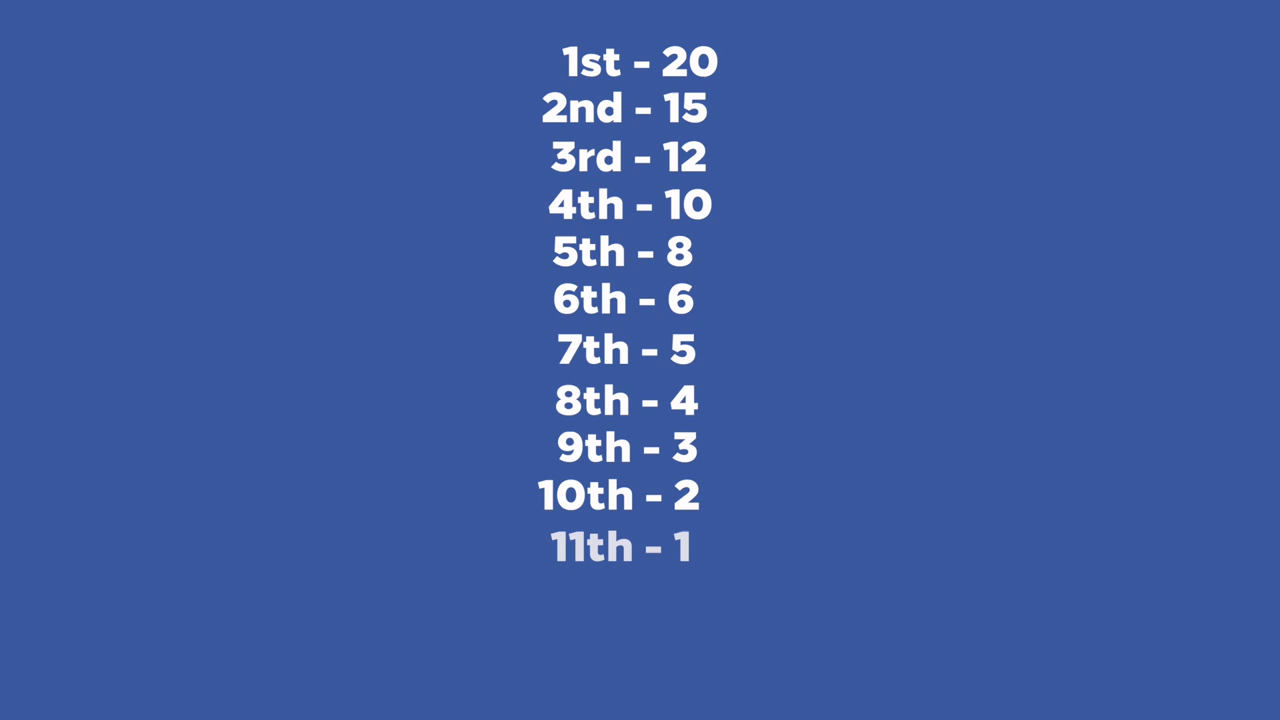 1st - 20
2nd - 15
3rd - 12
4th - 10
5th - 8
6th - 6
7th - 5
8th - 4
9th - 3
10th - 2
11th - 1